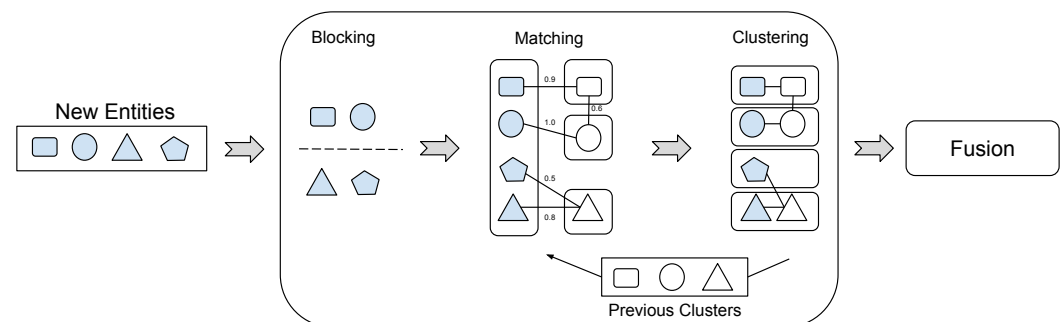 Blocking
Matching
Clustering
New Entities
0.9
0.6
1.0
0.5
0.8
Fusion
Previous Clusters